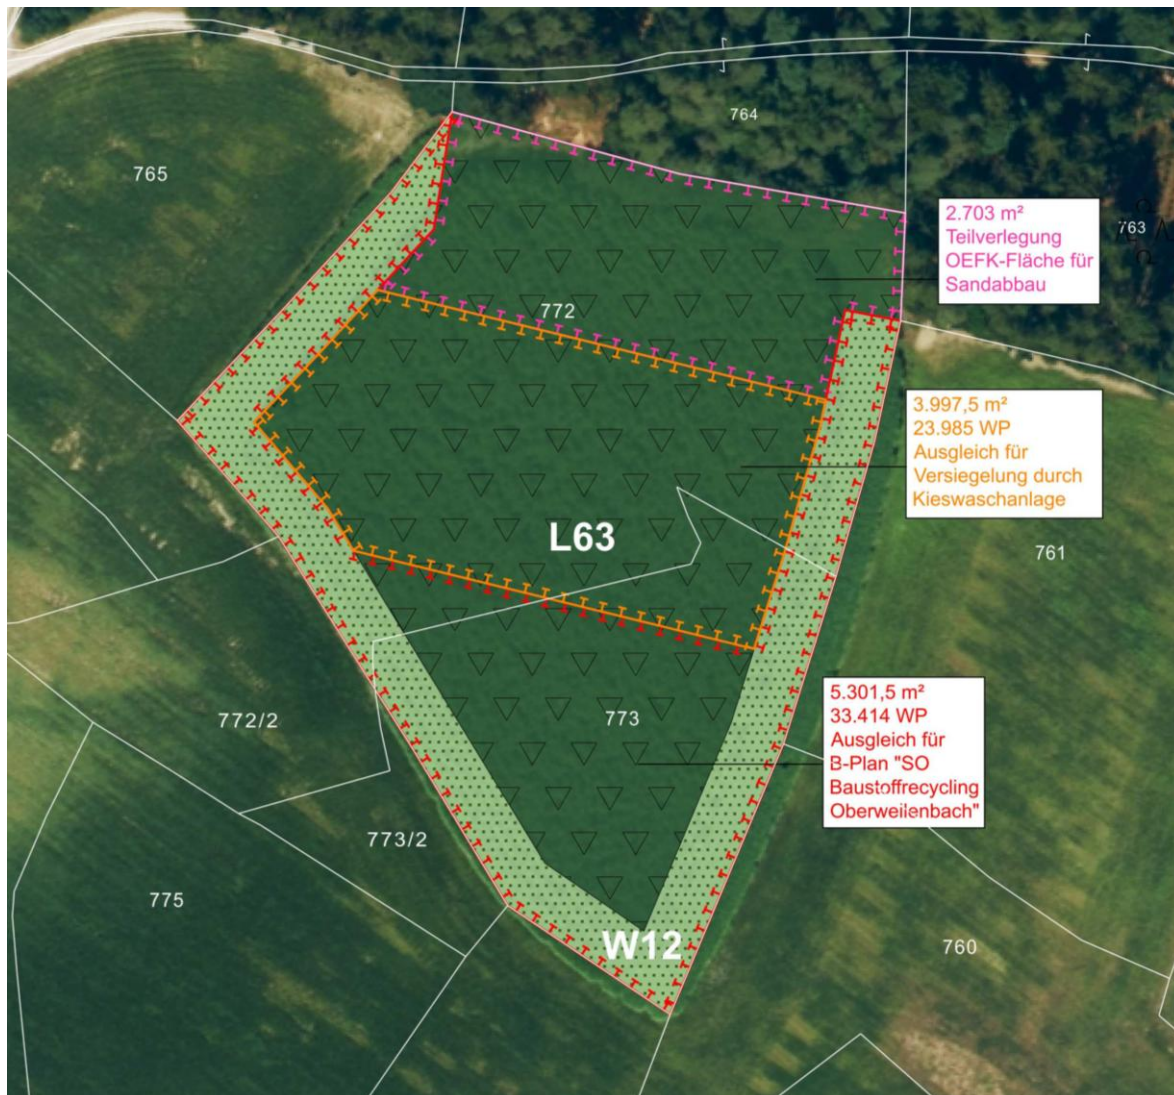 764
765
2.703 m²
Teilverlegung
OEFK-Fläche für
Sandabbau
763
772
3.997,5 m²
23.985 WP
Ausgleich für
Versiegelung durch
Kieswaschanlage
L63
761
5.301,5 m²
33.414 WP
Ausgleich für
B-Plan "SO
Baustoffrecycling
Oberweilenbach"
773
772/2
773/2
775
W12
760